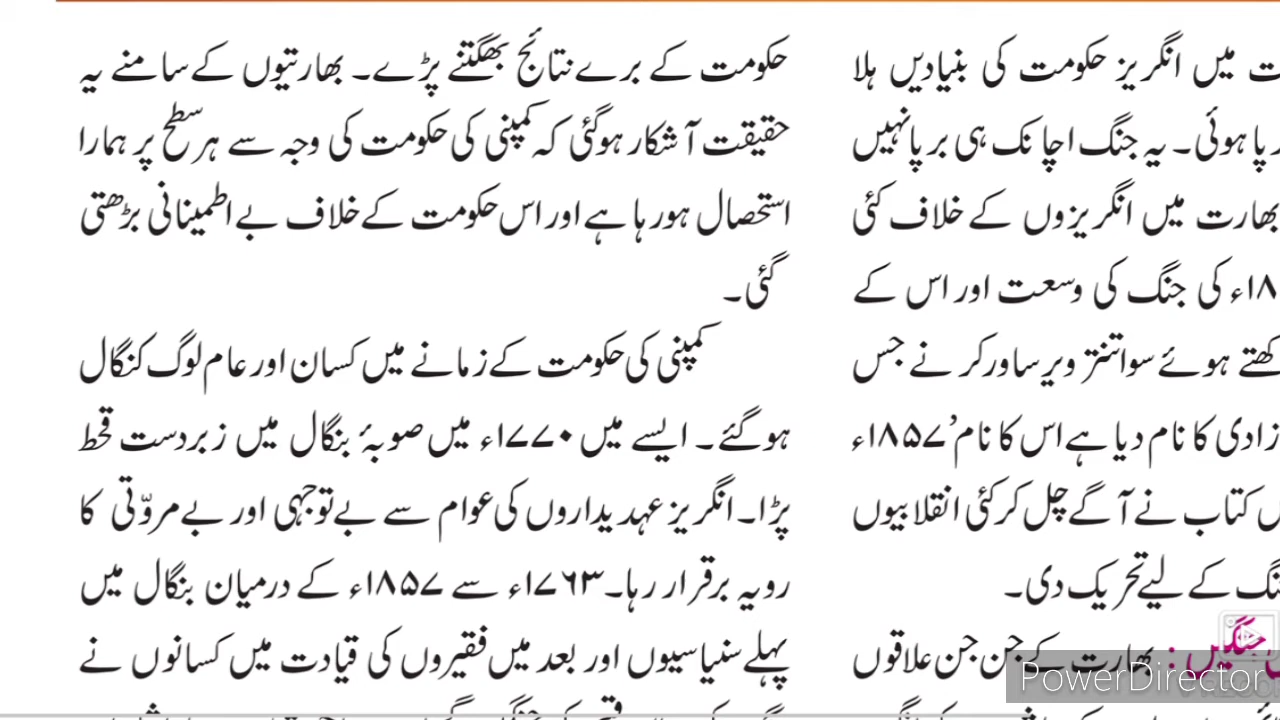 ت میں انگریز حکومت کی بنیادیں ہلا
رپا ہوئی۔ یہ جنگ اچانک ہی برپا نہیں
بھارت میں انگریزوں کے خلاف کئی
۱۸ء کی جنگ کی وسعت اور اس کے
کھتے ہوئے سواتنتر ویر ساورکر نے جس
زادی کا نام دیا ہے اس کا نام ’۱۸۵۷ء
کتاب نے آگے چل کر کئی انقلابیوں
نگ کے لیے تحریک دی۔
جنگیں : بھارت کے جن جن علاقوں
حکومت کے برے نتائج بھگتنے پڑے۔ بھارتیوں کے سامنے یہ
حقیقت آشکار ہوگئی کہ کمپنی کی حکومت کی وجہ سے ہر سطح پر ہمارا
استحصال ہو رہا ہے اور اس حکومت کے خلاف بے اطمینانی بڑھتی
گئی۔
کمپنی کی حکومت کے زمانے میں کسان اور عام لوگ کنگال
ہوگئے۔ ایسے میں ۱۷۷۰ء میں صوبۂ بنگال میں زبردست قحط
پڑا۔ انگریز عہدیداروں کی عوام سے بے توجہی اور بے مروّتی کا
رویہ برقرار رہا۔ ۱۷۶۳ء سے ۱۸۵۷ء کے درمیان بنگال میں
پہلے سنیاسیوں اور بعد میں فقیروں کی قیادت میں کسانوں نے
PowerDirector